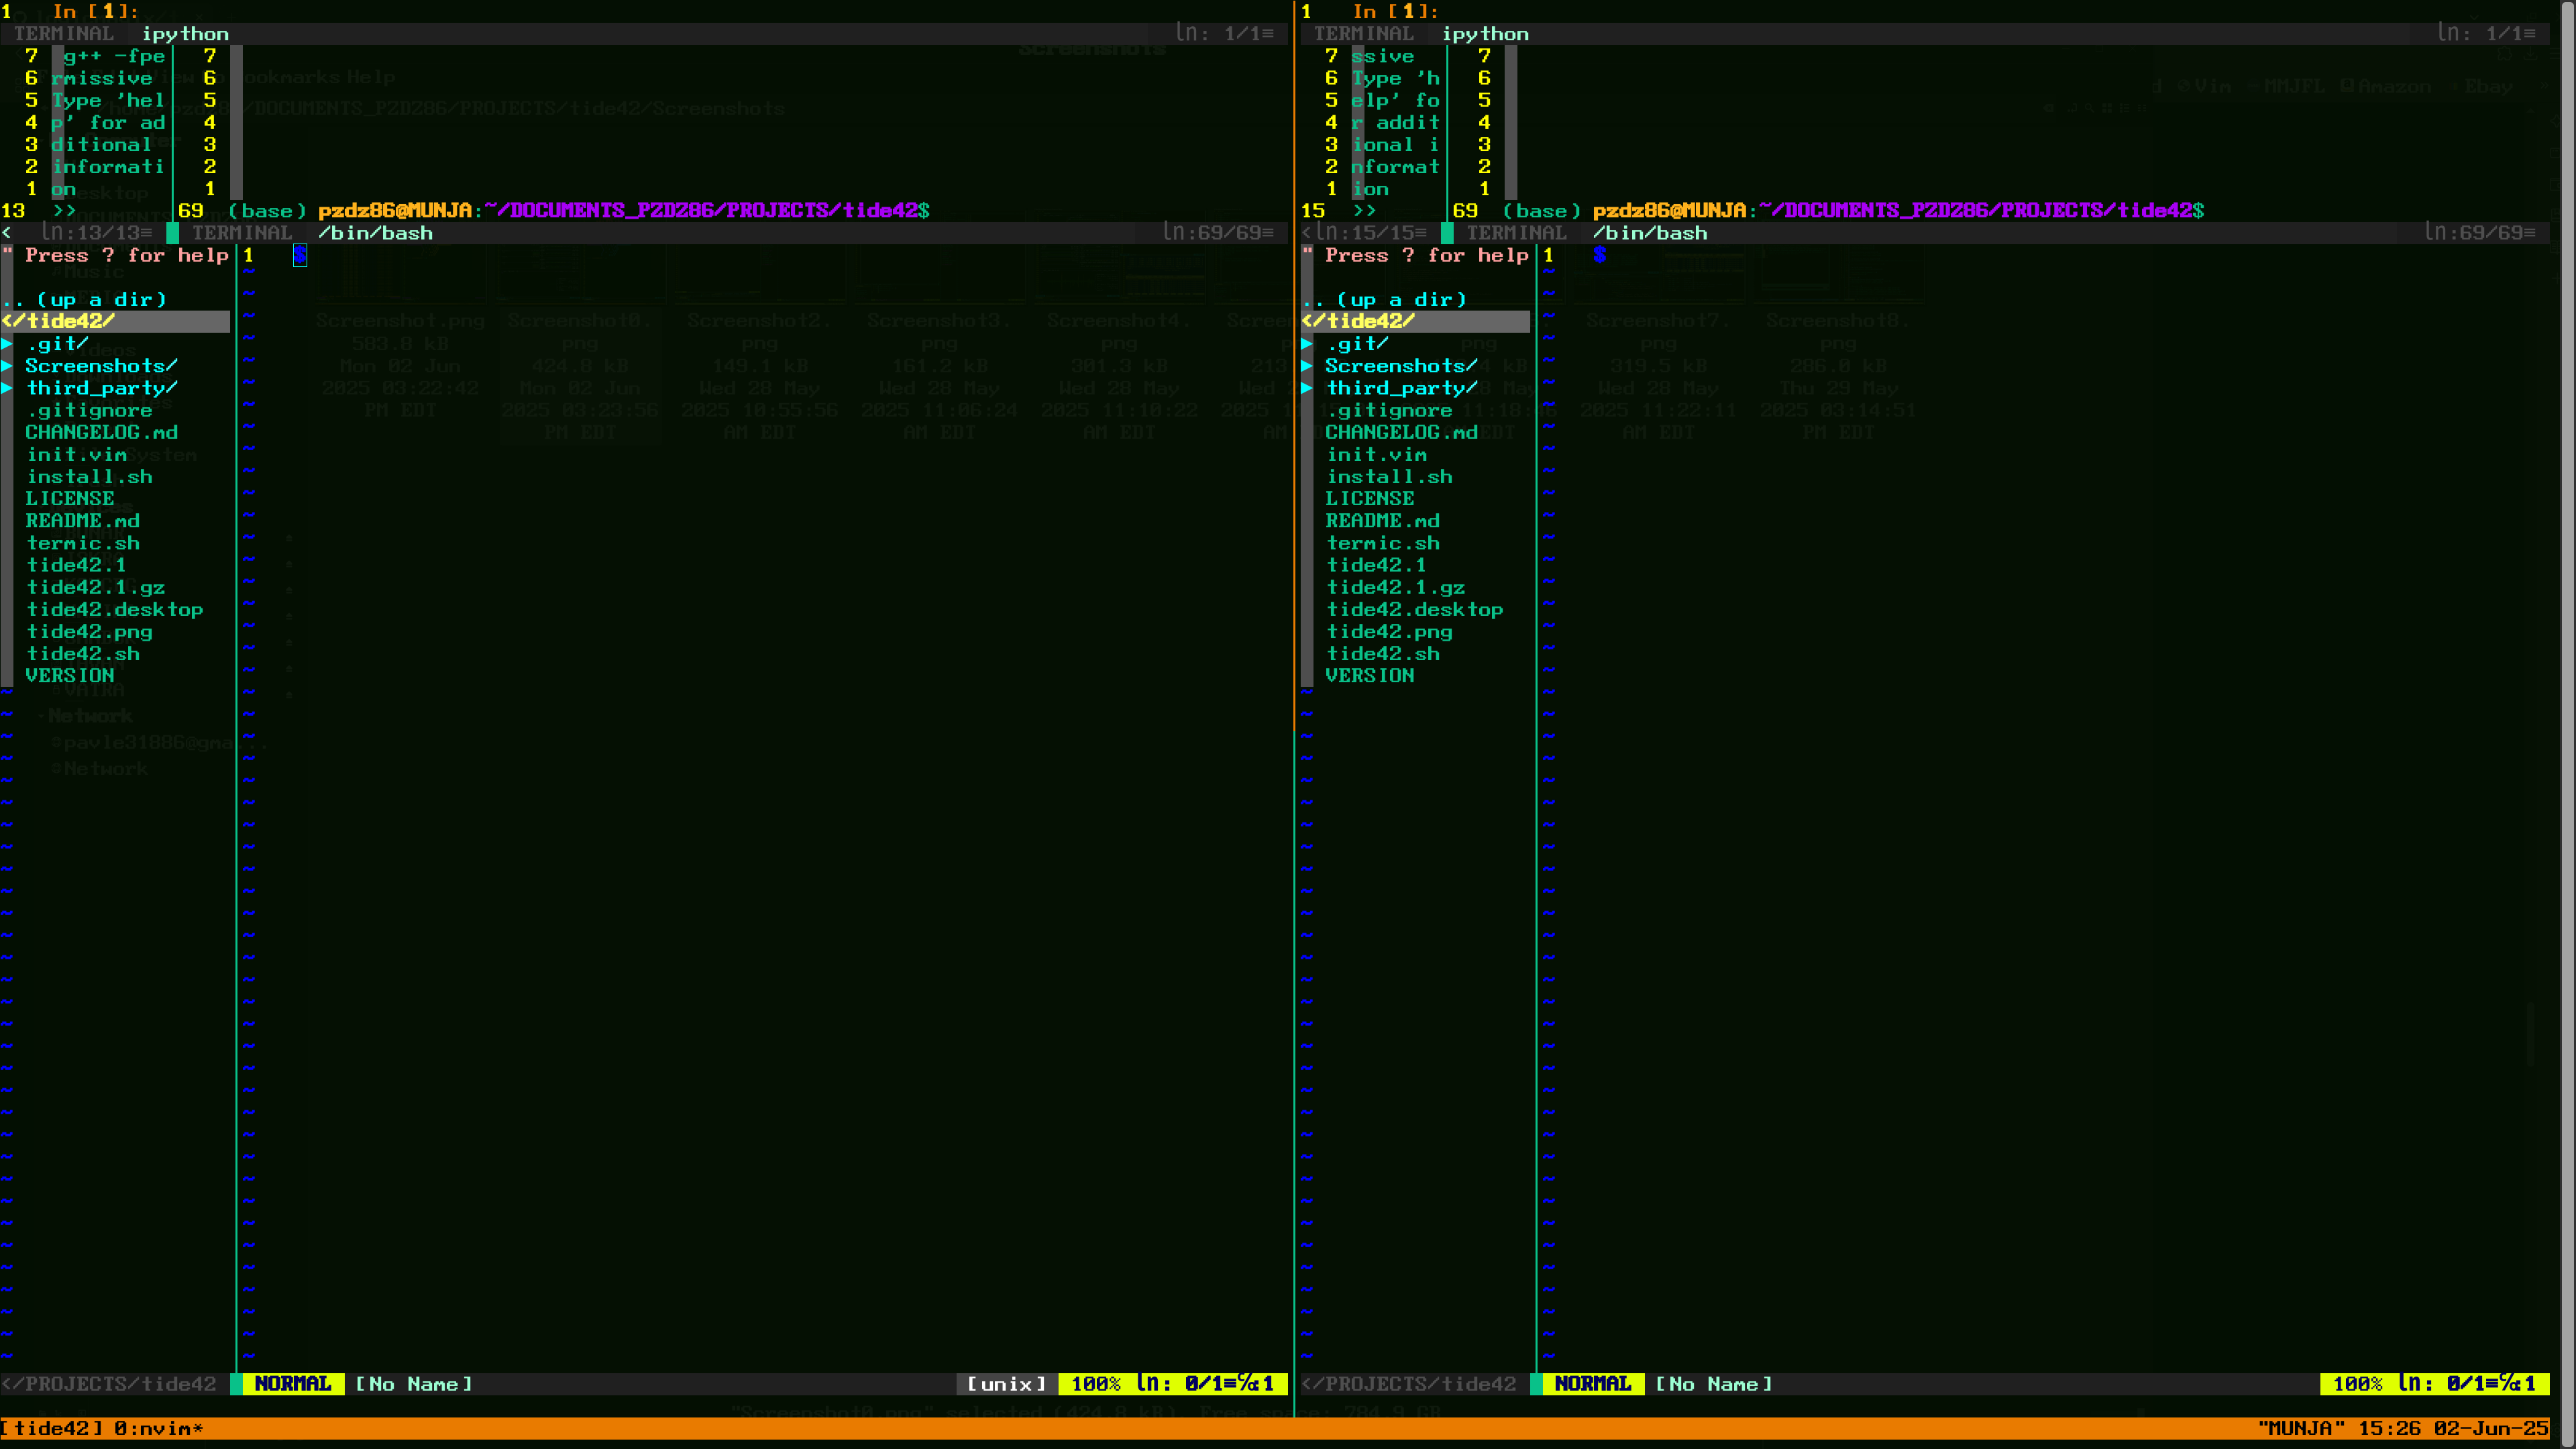 1 In [1]:
TERMINAL ipython ln: 1/1≡
7 g++ -fpe 7
6 rmissive 6
5 Type 'hel 5
4 p' for ad 4
3 ditional 3
2 informati 2
1 on 1
13 >> 69 (base) pzdz86@MUNJA:~/DOCUMENTS_PZDZ86/PROJECTS/tide42$
< ln:13/13≡ TERMINAL /bin/bash ln:69/69≡
" Press ? for help 1 $
.. (up a dir)
</tide42/
▶ .git/
▶ Screenshots/
▶ third_party/
.gitignore
CHANGELOG.md
init.vim
install.sh
LICENSE
README.md
termic.sh
tide42.1
tide42.1.gz
tide42.desktop
tide42.png
tide42.sh
VERSION
</PROJECTS/tide42 NORMAL [No Name] [unix] 100% ln: 0/1≡℅:1
1 In [1]:
TERMINAL ipython ln: 1/1≡
7 ssive 7
6 Type 'h 6
5 elp' fo 5
4 r addit 4
3 ional i 3
2 nformat 2
1 ion 1
15 >> 69 (base) pzdz86@MUNJA:~/DOCUMENTS_PZDZ86/PROJECTS/tide42$
<ln:15/15≡ TERMINAL /bin/bash ln:69/69≡
" Press ? for help 1 $
.. (up a dir)
</tide42/
▶ .git/
▶ Screenshots/
▶ third_party/
.gitignore
CHANGELOG.md
init.vim
install.sh
LICENSE
README.md
termic.sh
tide42.1
tide42.1.gz
tide42.desktop
tide42.png
tide42.sh
VERSION
</PROJECTS/tide42 NORMAL [No Name] 100% ln: 0/1≡℅:1
[tide42] 0:nvim* "MUNJA" 15:26 02-Jun-25